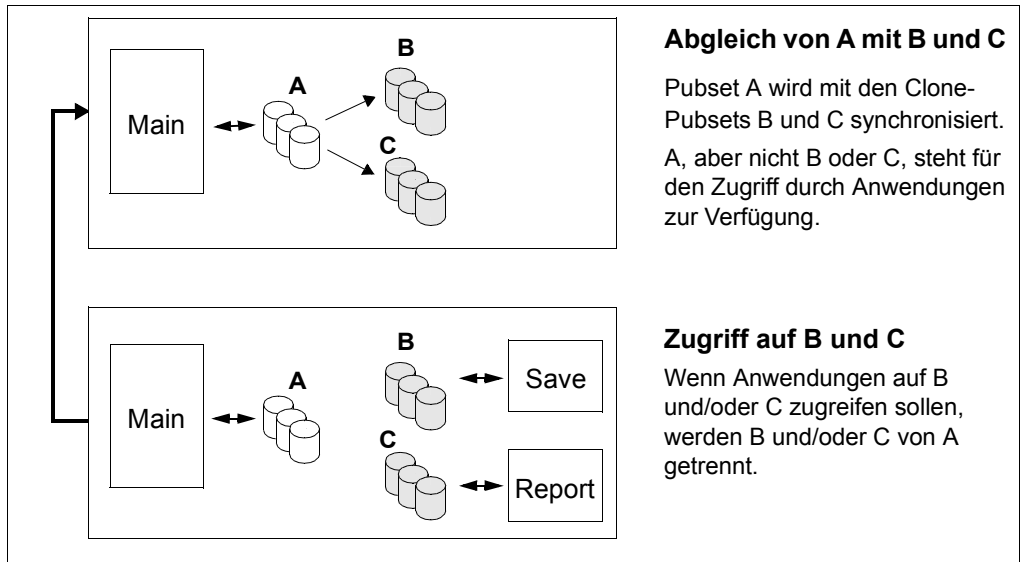 B
A
Main
C
Abgleich von A mit B und C
Pubset A wird mit den Clone-
Pubsets B und C synchronisiert.
A, aber nicht B oder C, steht für
den Zugriff durch Anwendungen
zur Verfügung.
B
A
Main
Save
C
Report
Zugriff auf B und C
Wenn Anwendungen auf B
und/oder C zugreifen sollen,
werden B und/oder C von A
getrennt.